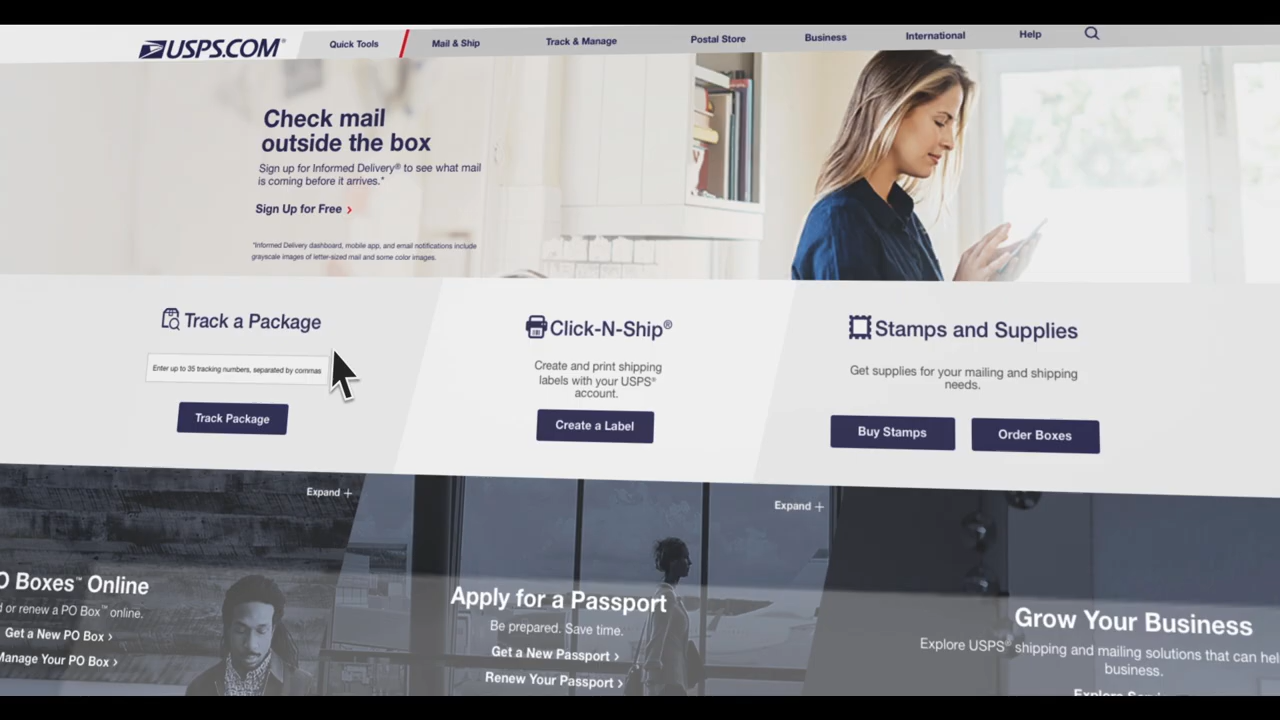 USPS.COM®
Quick Tools
Mail & Ship
Track & Manage
Postal Store
Business
International
Help
Check mail
outside the box
Sign up for Informed Delivery® to see what mail
is coming before it arrives.*
Sign Up for Free ›
*Informed Delivery dashboard, mobile app, and email notifications include
grayscale images of letter-sized mail and some color images.
Track a Package
Enter up to 35 tracking numbers, separated by commas
Track Package
Click-N-Ship®
Create and print shipping
labels with your USPS®
account.
Create a Label
Stamps and Supplies
Get supplies for your mailing and shipping
needs.
Buy Stamps
Order Boxes
Expand +
Expand +
O Boxes™ Online
d or renew a PO Box™ online.
Get a New PO Box ›
Manage Your PO Box ›
Apply for a Passport
Be prepared. Save time.
Get a New Passport ›
Renew Your Passport ›
Grow Your Business
Explore USPS® shipping and mailing solutions that can hel
business.
Explore